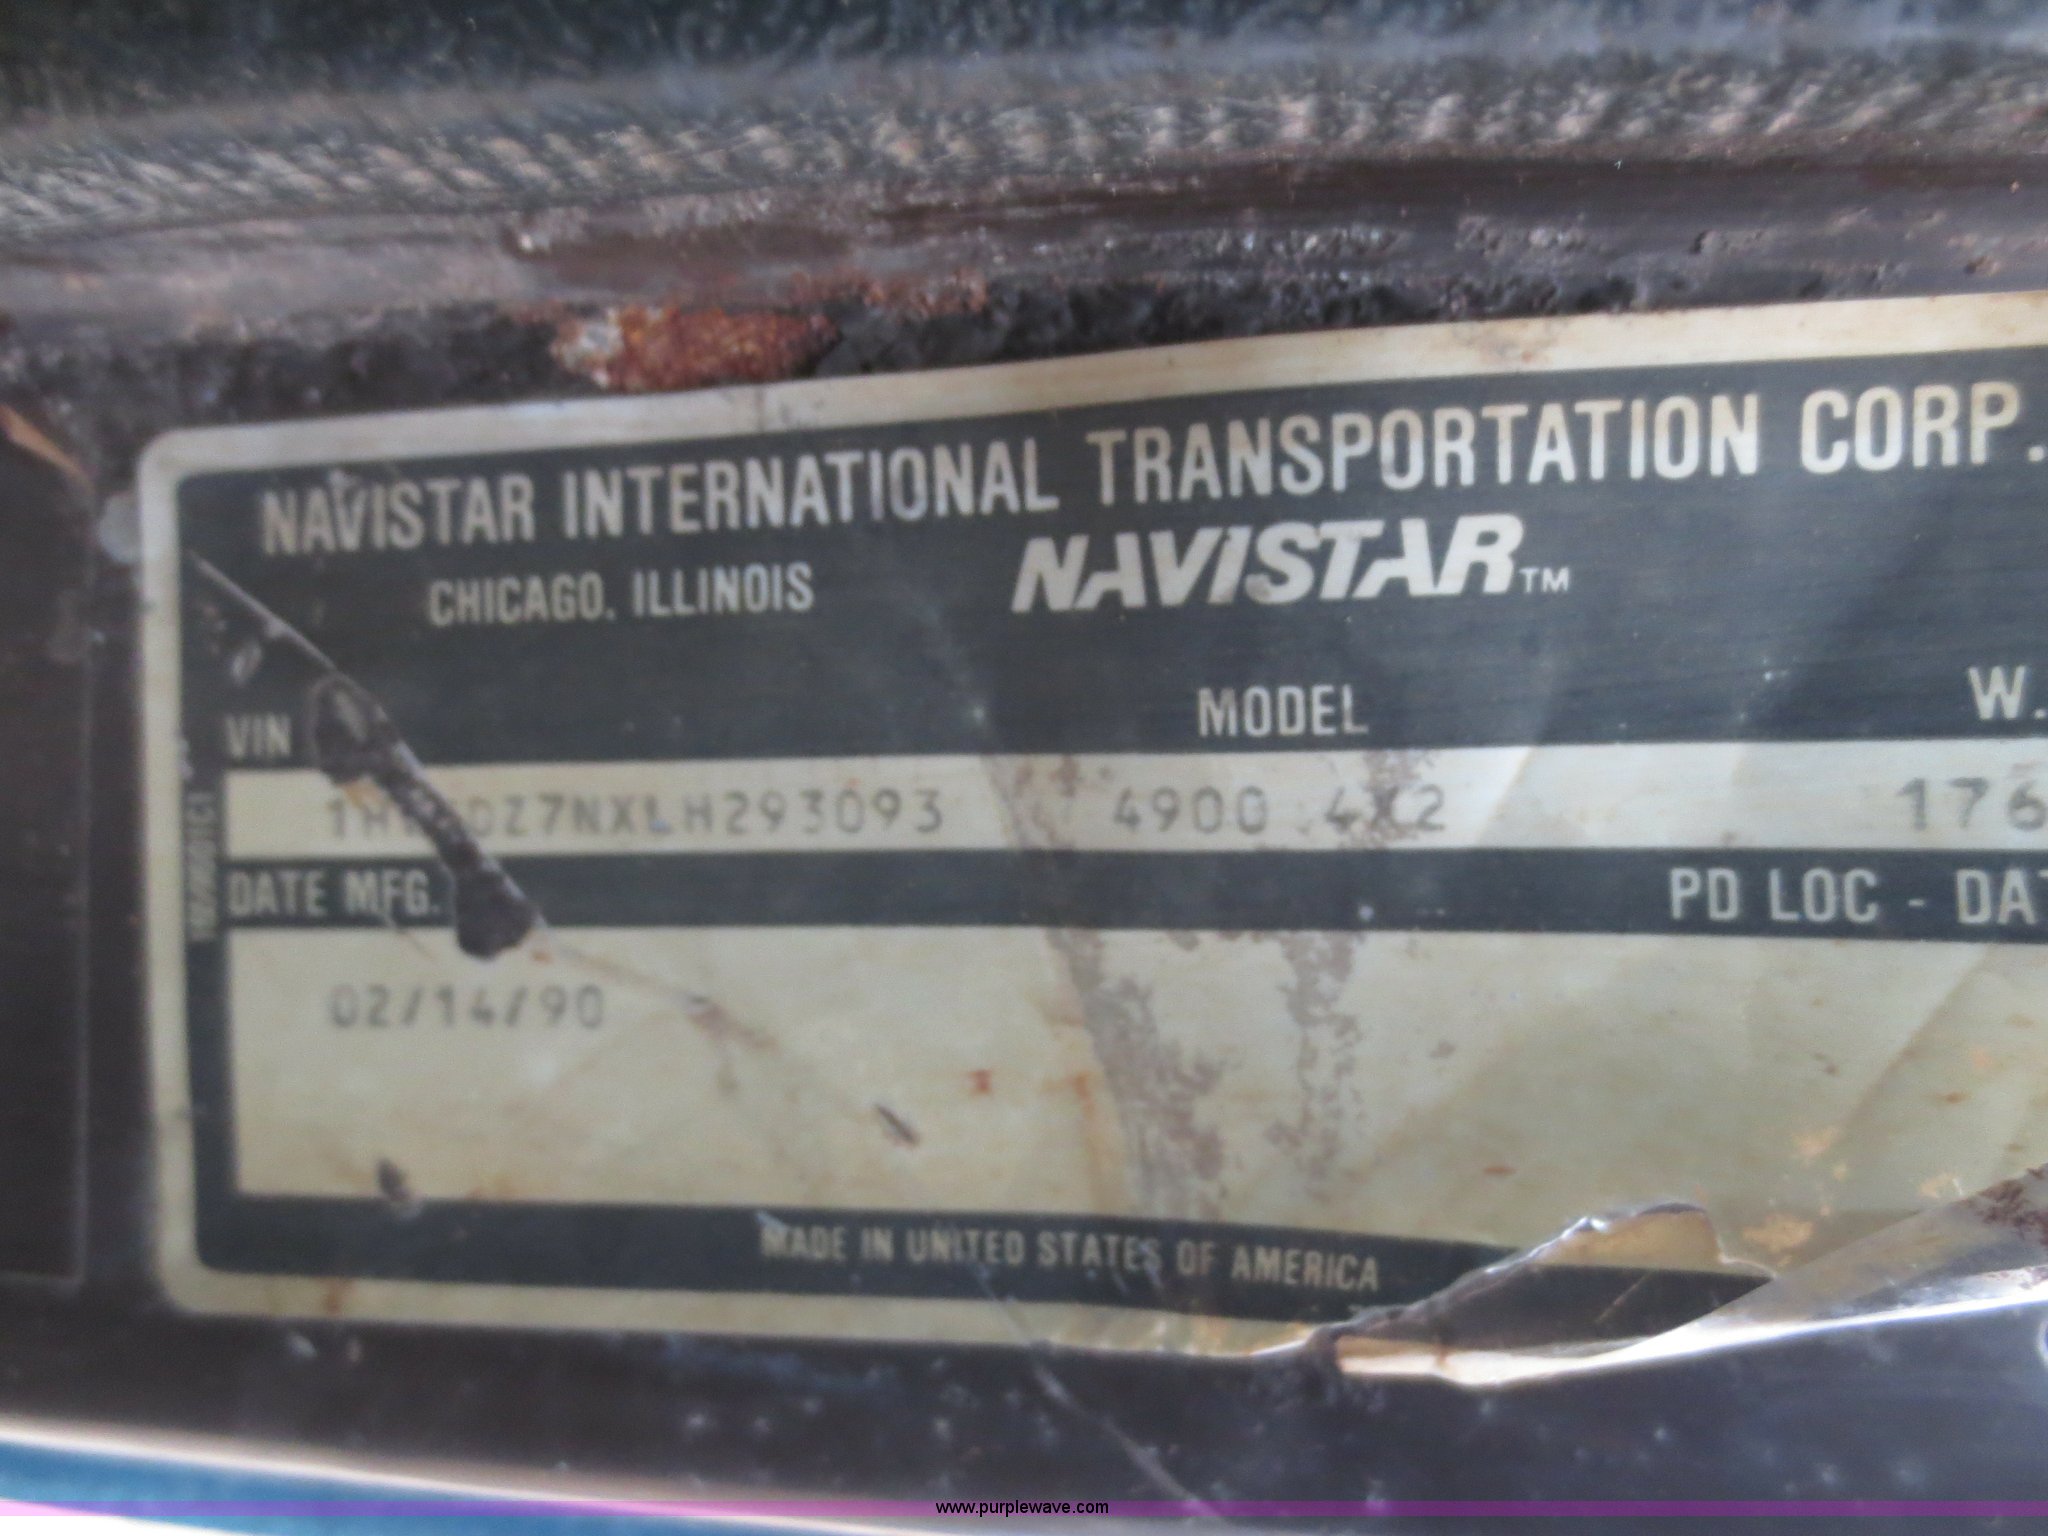 NAVISTAR INTERNATIONAL TRANSPORTATION CORP.
CHICAGO, ILLINOIS NAVISTAR™
VIN MODEL W.
4900 4X2 176
DATE MFG. PD LOC - DAT
02/14/90
MADE IN UNITED STATES OF AMERICA
www.purplewave.com